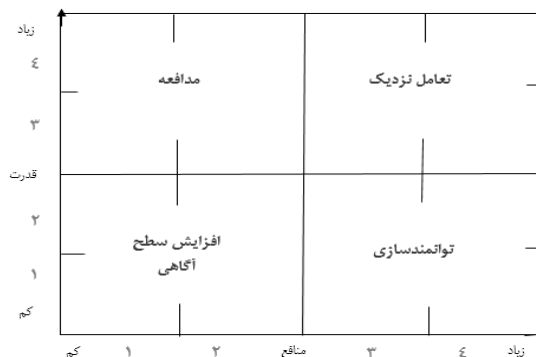 زیاد
٤
مدافعه
تعامل نزدیک
٣
قدرت
٢
افزایش سطح
آگاهی
توانمندسازی
١
کم
کم
١
٢
منافع
٣
٤
زیاد